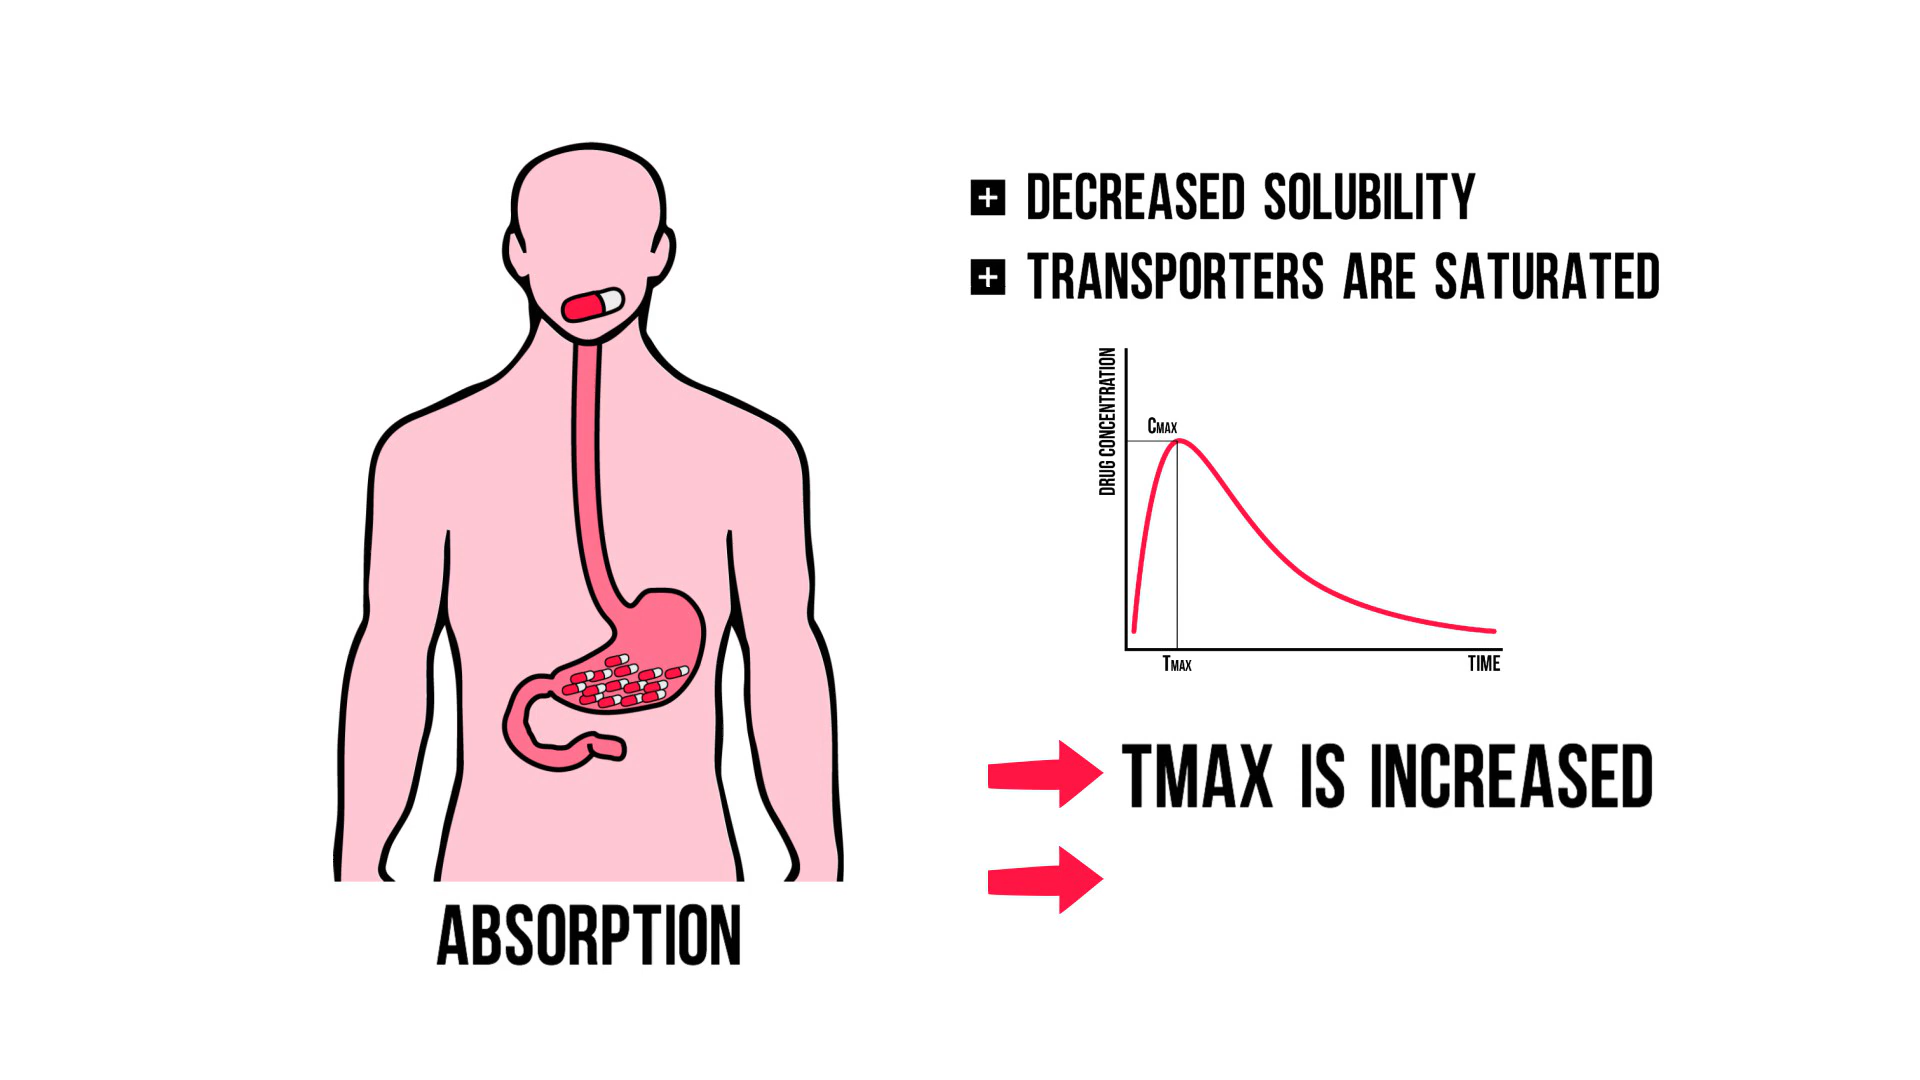 DECREASED SOLUBILITY
TRANSPORTERS ARE SATURATED
DRUG CONCENTRATION
CMAX
TMAX
TIME
TMAX IS INCREASED
ABSORPTION